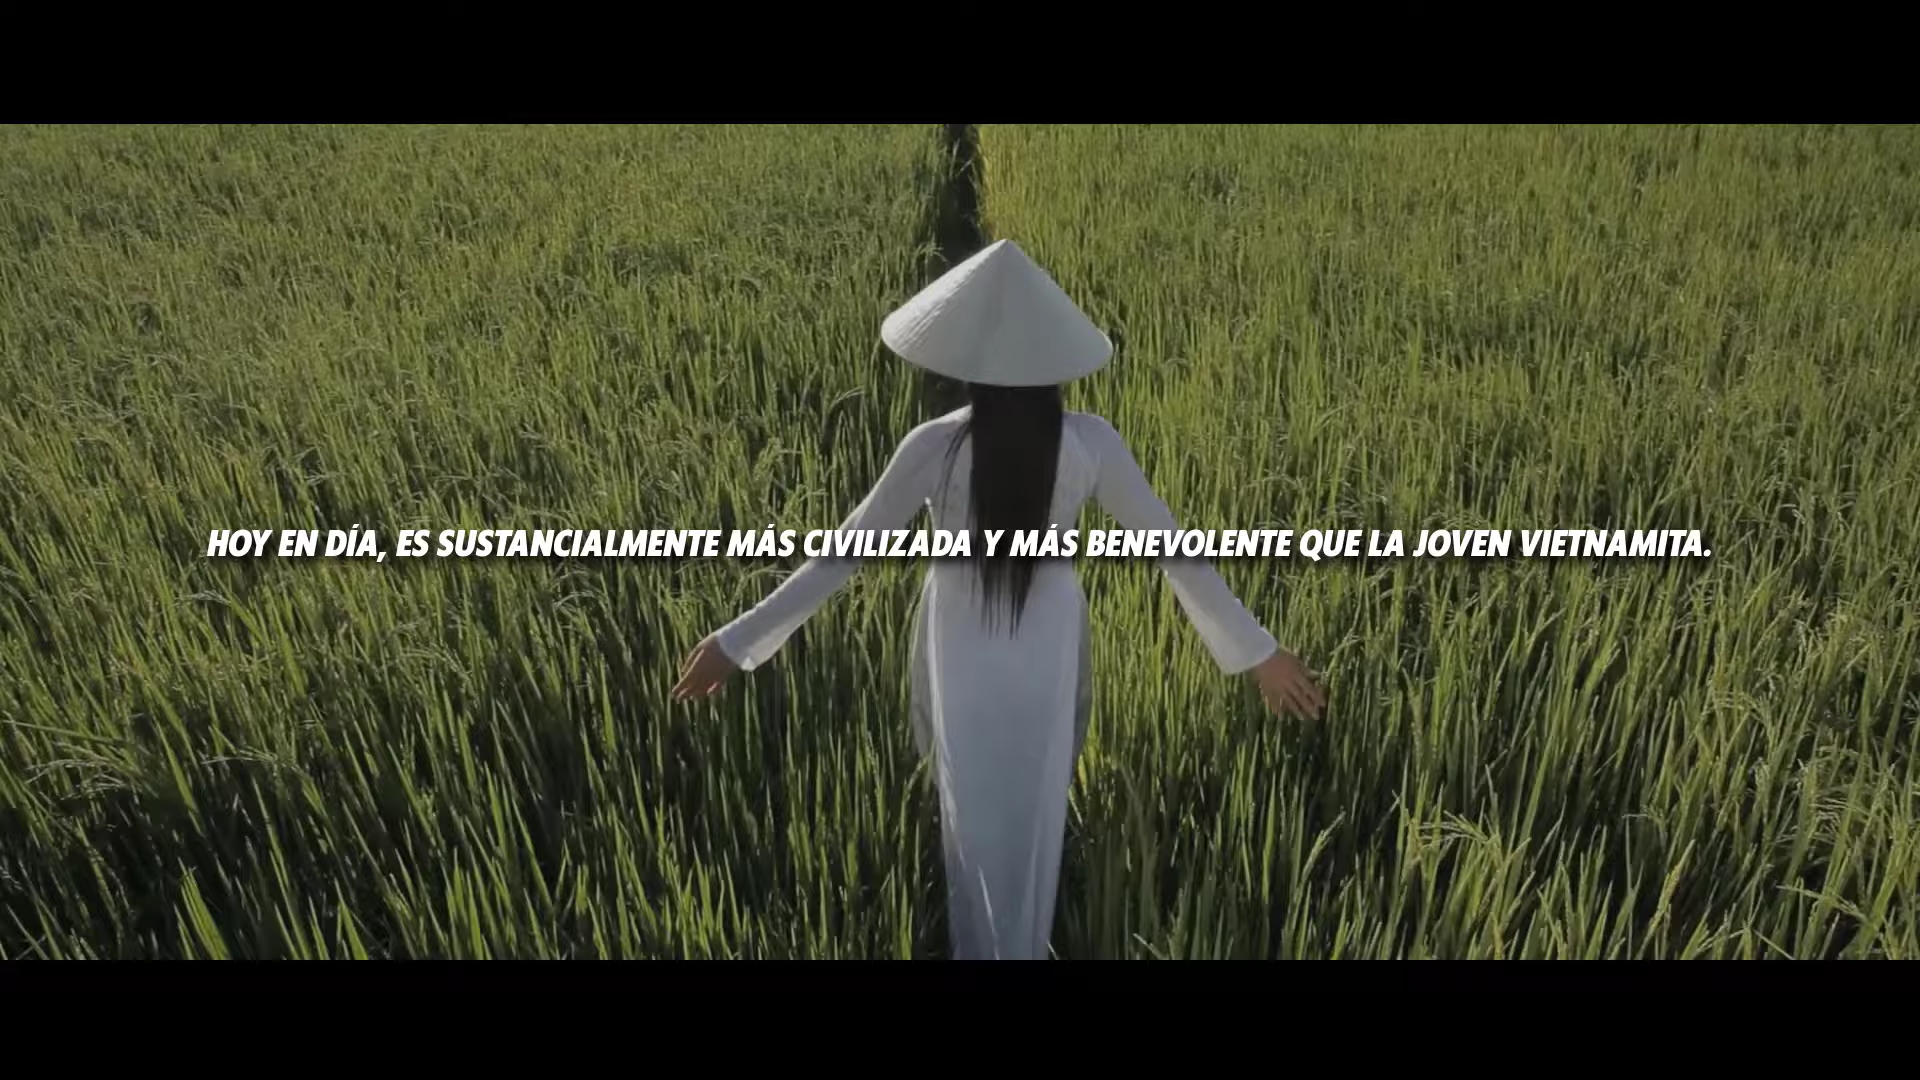 HOY EN DÍA, ES SUSTANCIALMENTE MÁS CIVILIZADA Y MÁS BENEVOLENTE QUE LA JOVEN VIETNAMITA.